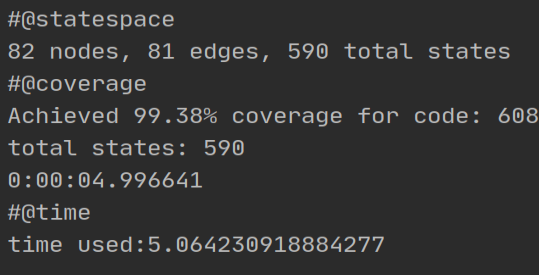 #@statespace
82 nodes, 81 edges, 590 total states
#@coverage
Achieved 99.38% coverage for code: 608
total states: 590
0:00:04.996641
#@time
time used:5.064230918884277